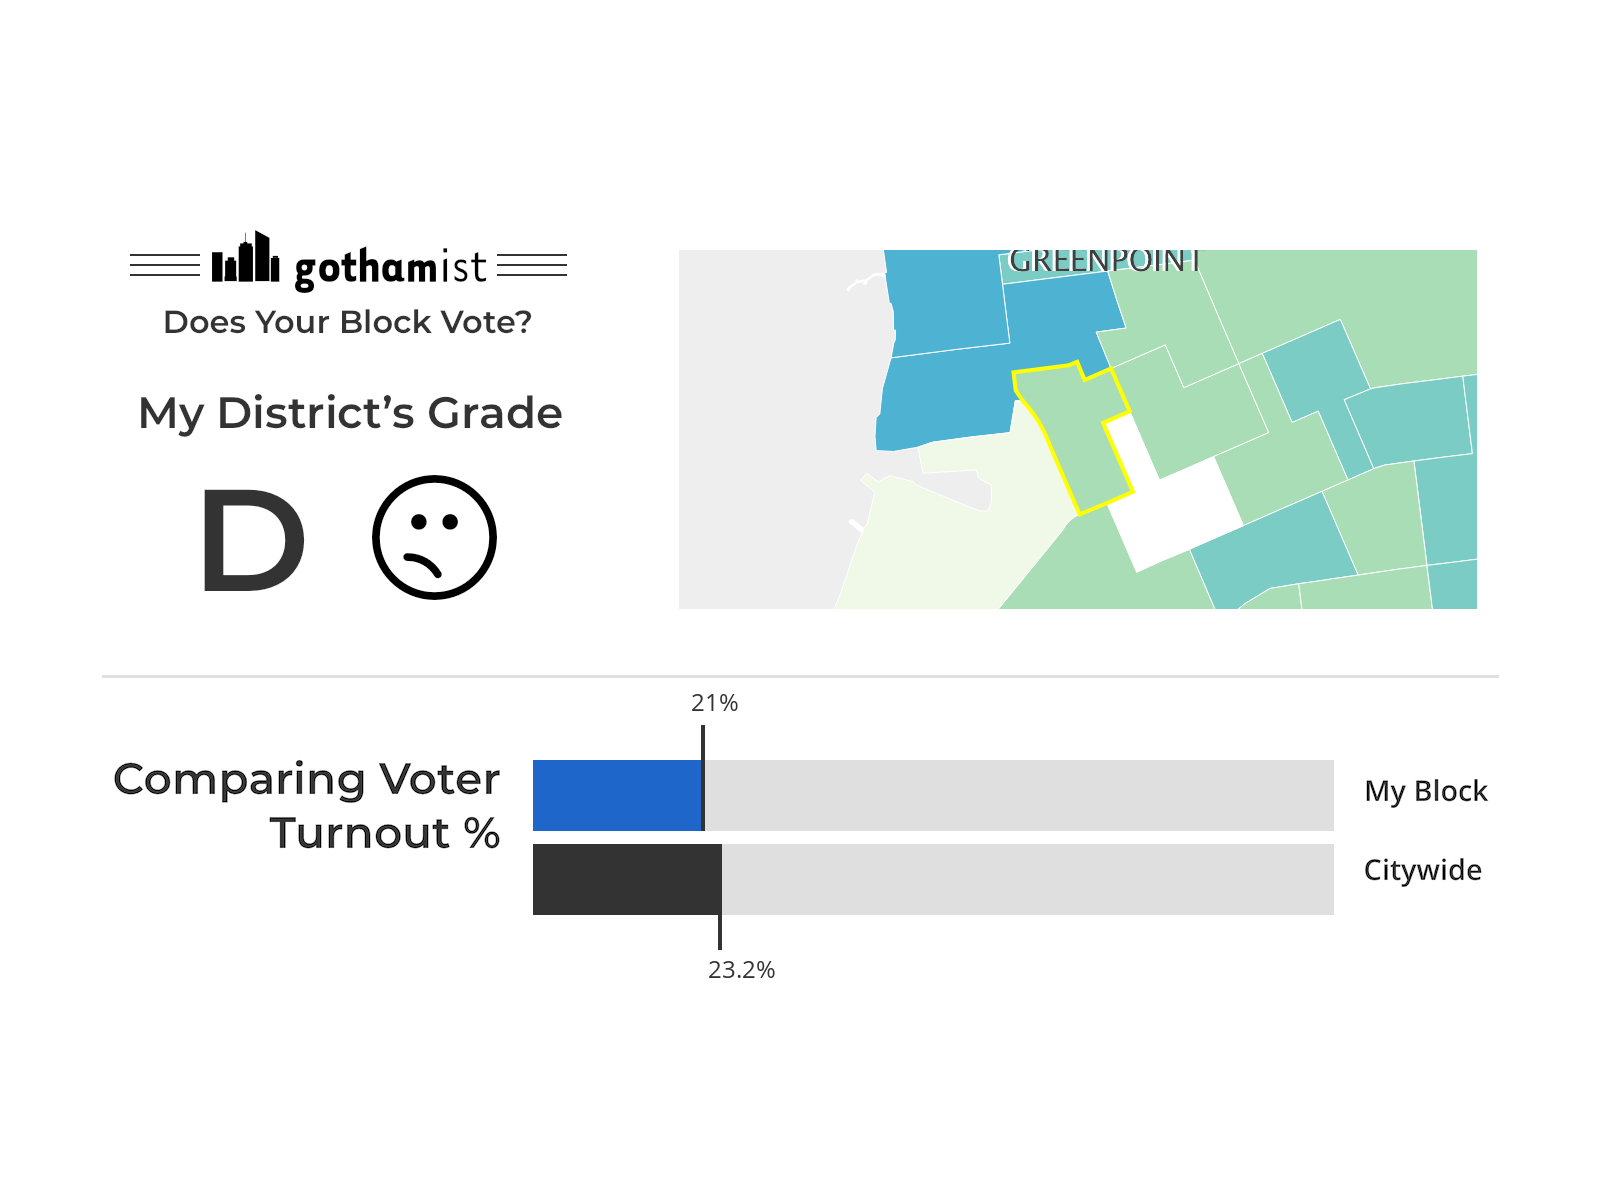 gothamist
Does Your Block Vote?
My District’s Grade
D
GREENPOINT
21%
Comparing Voter
Turnout %
My Block
Citywide
23.2%